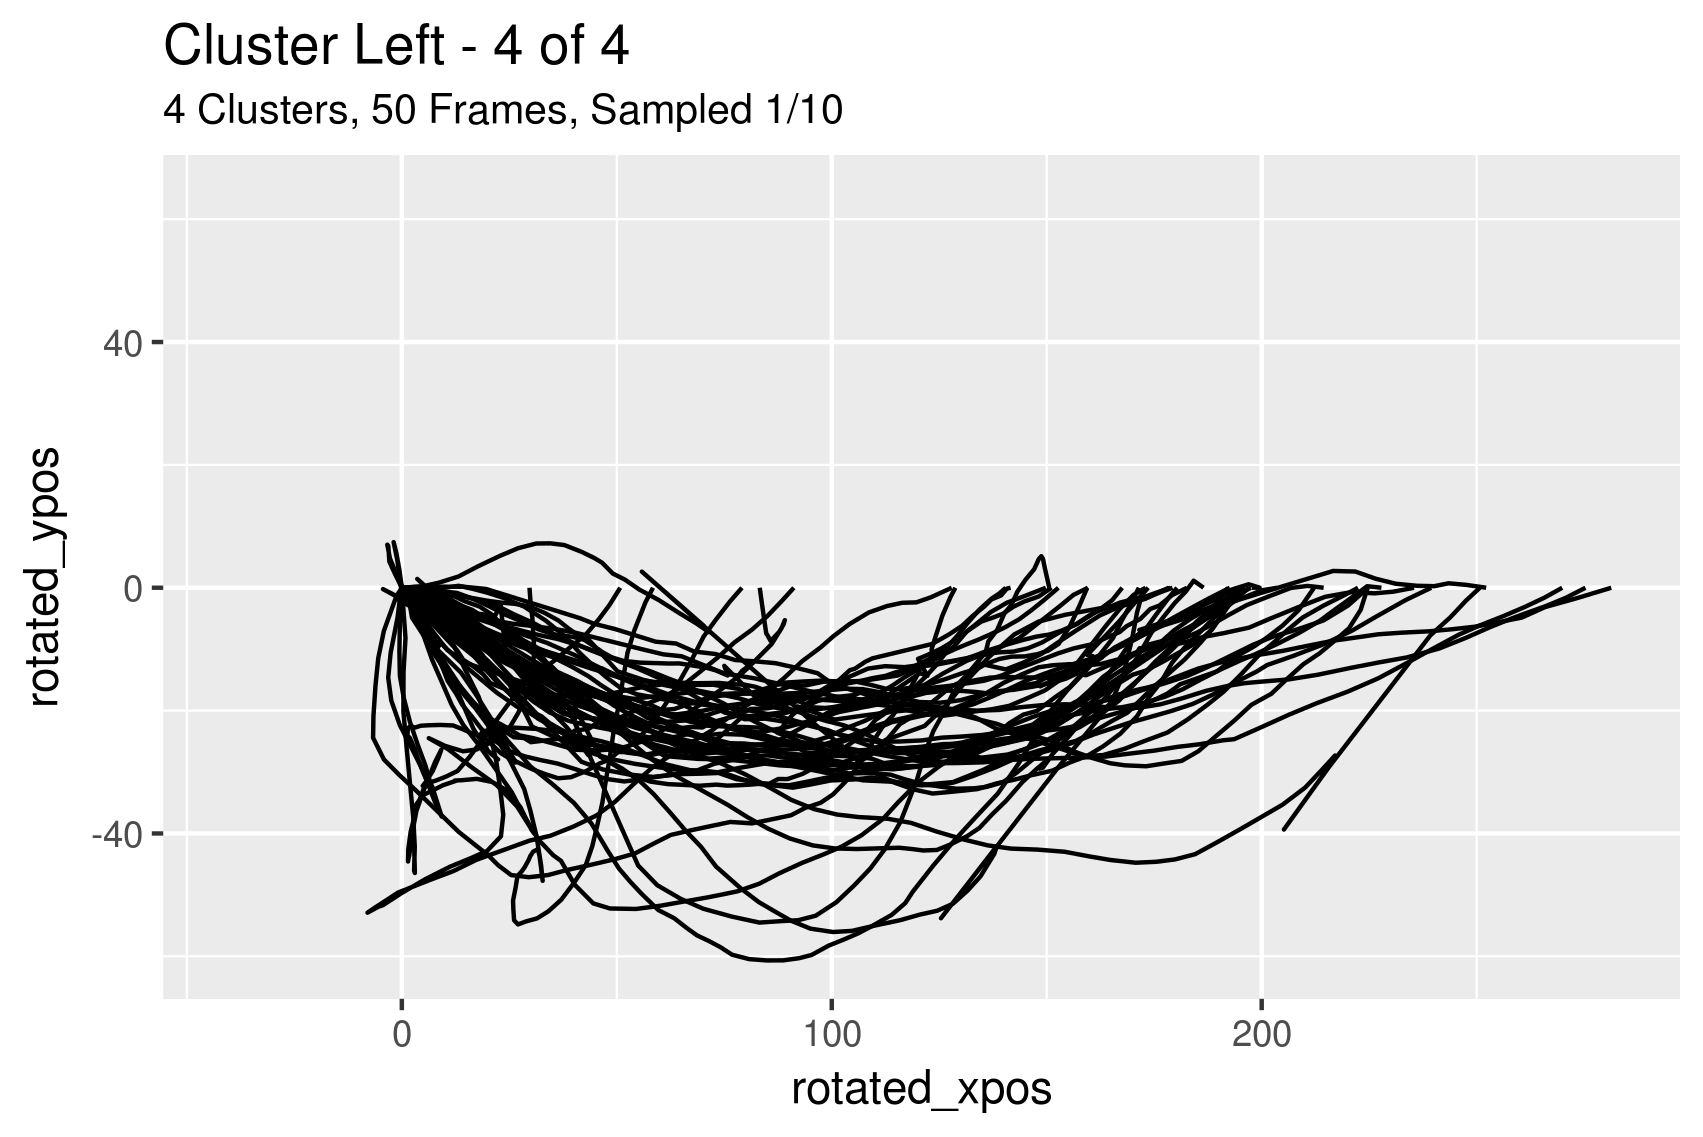 Cluster Left - 4 of 4
4 Clusters, 50 Frames, Sampled 1/10
rotated_ypos
40
0
-40
0
100
200
rotated_xpos